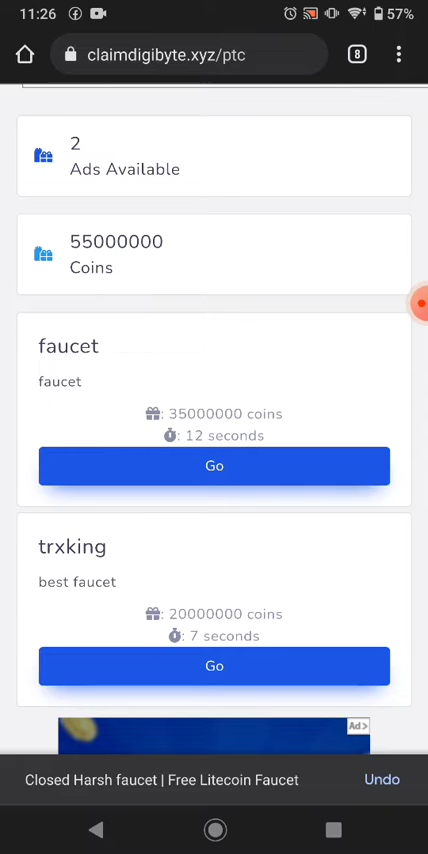 11:26
57%
claimdigibyte.xyz/ptc
8
2
Ads Available
55000000
Coins
faucet
faucet
: 35000000 coins
: 12 seconds
Go
trxking
best faucet
: 20000000 coins
: 7 seconds
Go
Ad
Closed Harsh faucet | Free Litecoin Faucet
Undo